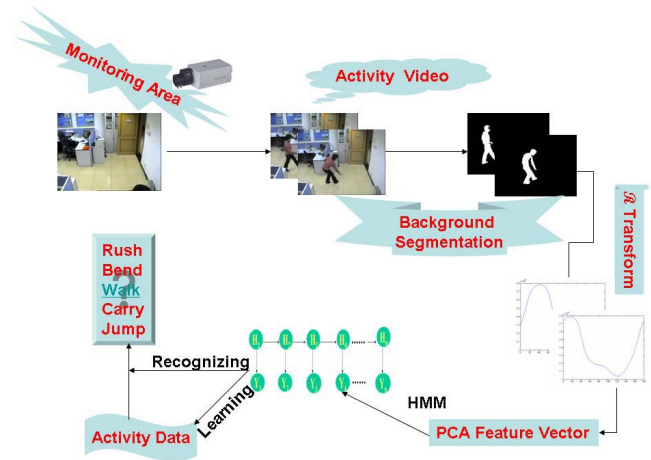 Monitoring Area
Activity Video
Background
Segmentation
ℛ Transform
Rush
Bend
Walk
Carry
Jump
?
Recognizing
Learning
HMM
Activity Data
PCA Feature Vector